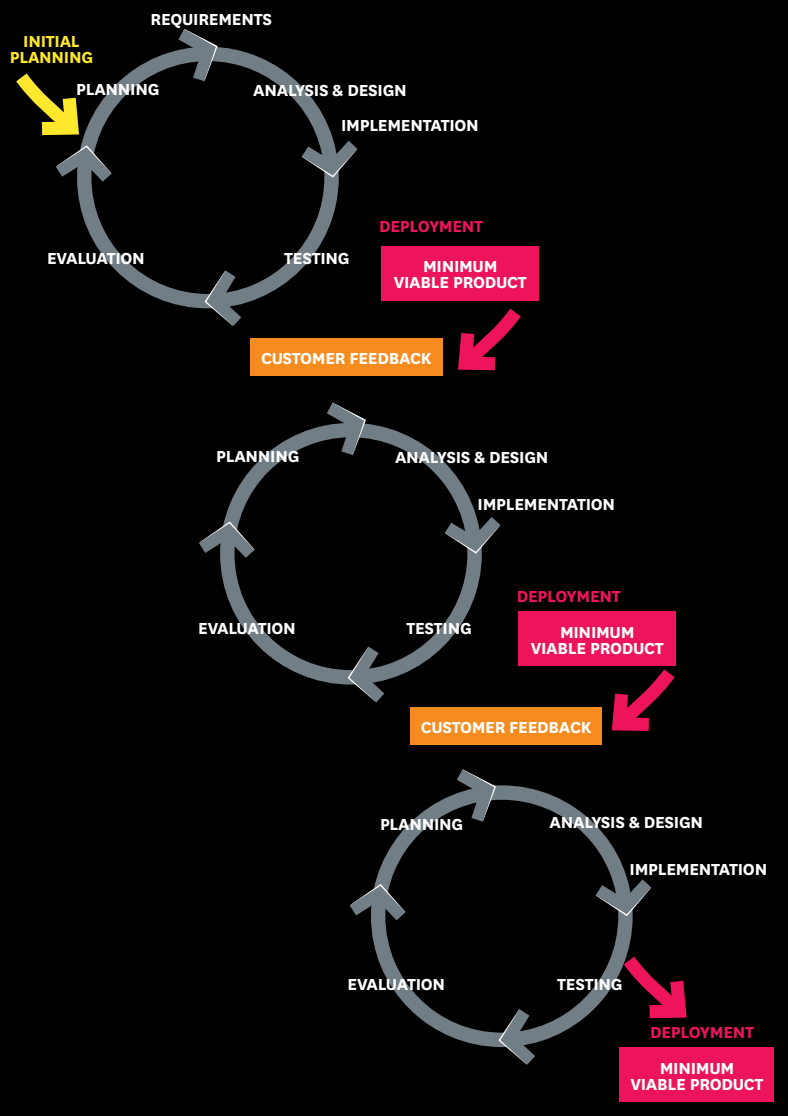 REQUIREMENTS
INITIAL
PLANNING
PLANNING
ANALYSIS & DESIGN
IMPLEMENTATION
DEPLOYMENT
EVALUATION
TESTING
MINIMUM
VIABLE PRODUCT
CUSTOMER FEEDBACK
PLANNING
ANALYSIS & DESIGN
IMPLEMENTATION
DEPLOYMENT
EVALUATION
TESTING
MINIMUM
VIABLE PRODUCT
CUSTOMER FEEDBACK
PLANNING
ANALYSIS & DESIGN
IMPLEMENTATION
EVALUATION
TESTING
DEPLOYMENT
MINIMUM
VIABLE PRODUCT